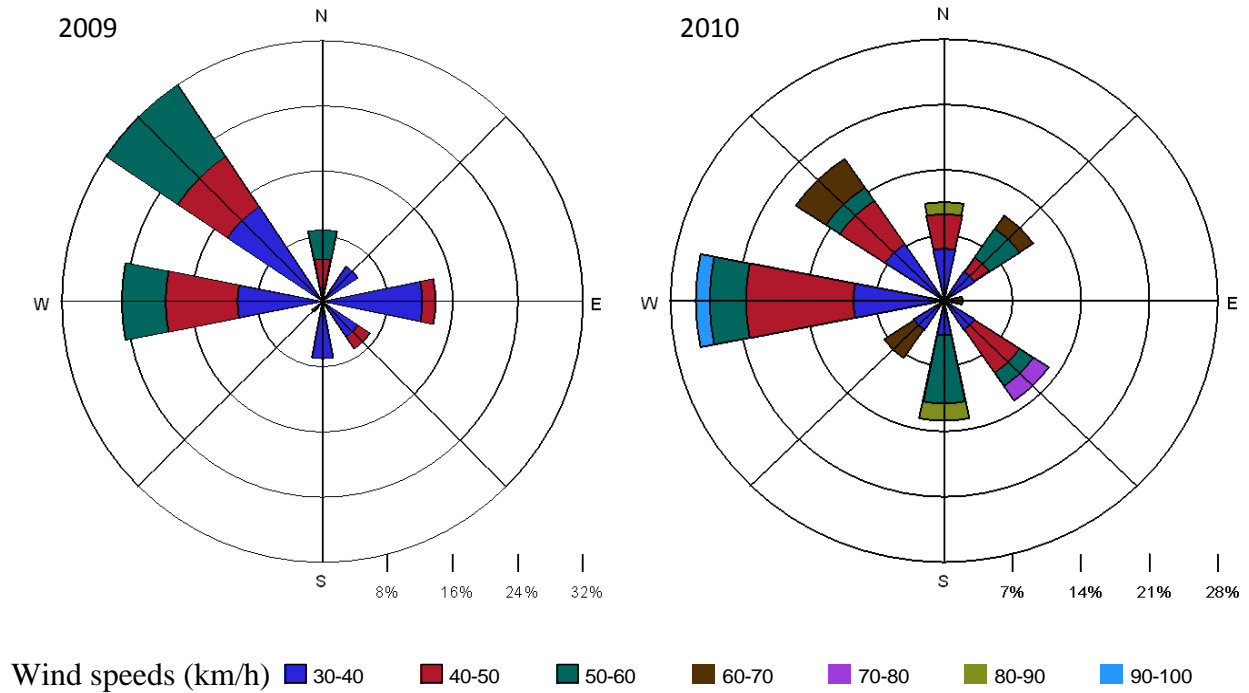 2009
N
W
E
S
8% 16% 24% 32%
2010
N
W
E
S
7% 14% 21% 28%
Wind speeds (km/h) 30-40 40-50 50-60 60-70 70-80 80-90 90-100